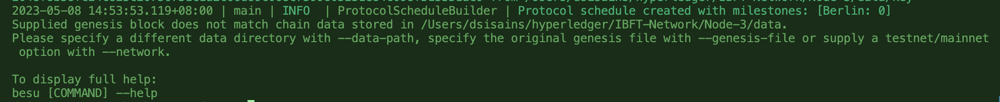 2023-05-08 14:53:53.119+08:00 | main | INFO  | ProtocolScheduleBuilder | Protocol schedule created with milestones: [Berlin: 0]
Supplied genesis block does not match chain data stored in /Users/dsisains/hyperledger/IBFT-Network/Node-3/data.
Please specify a different data directory with --data-path, specify the original genesis file with --genesis-file or supply a testnet/mainnet
 option with --network.
To display full help:
besu [COMMAND] --help